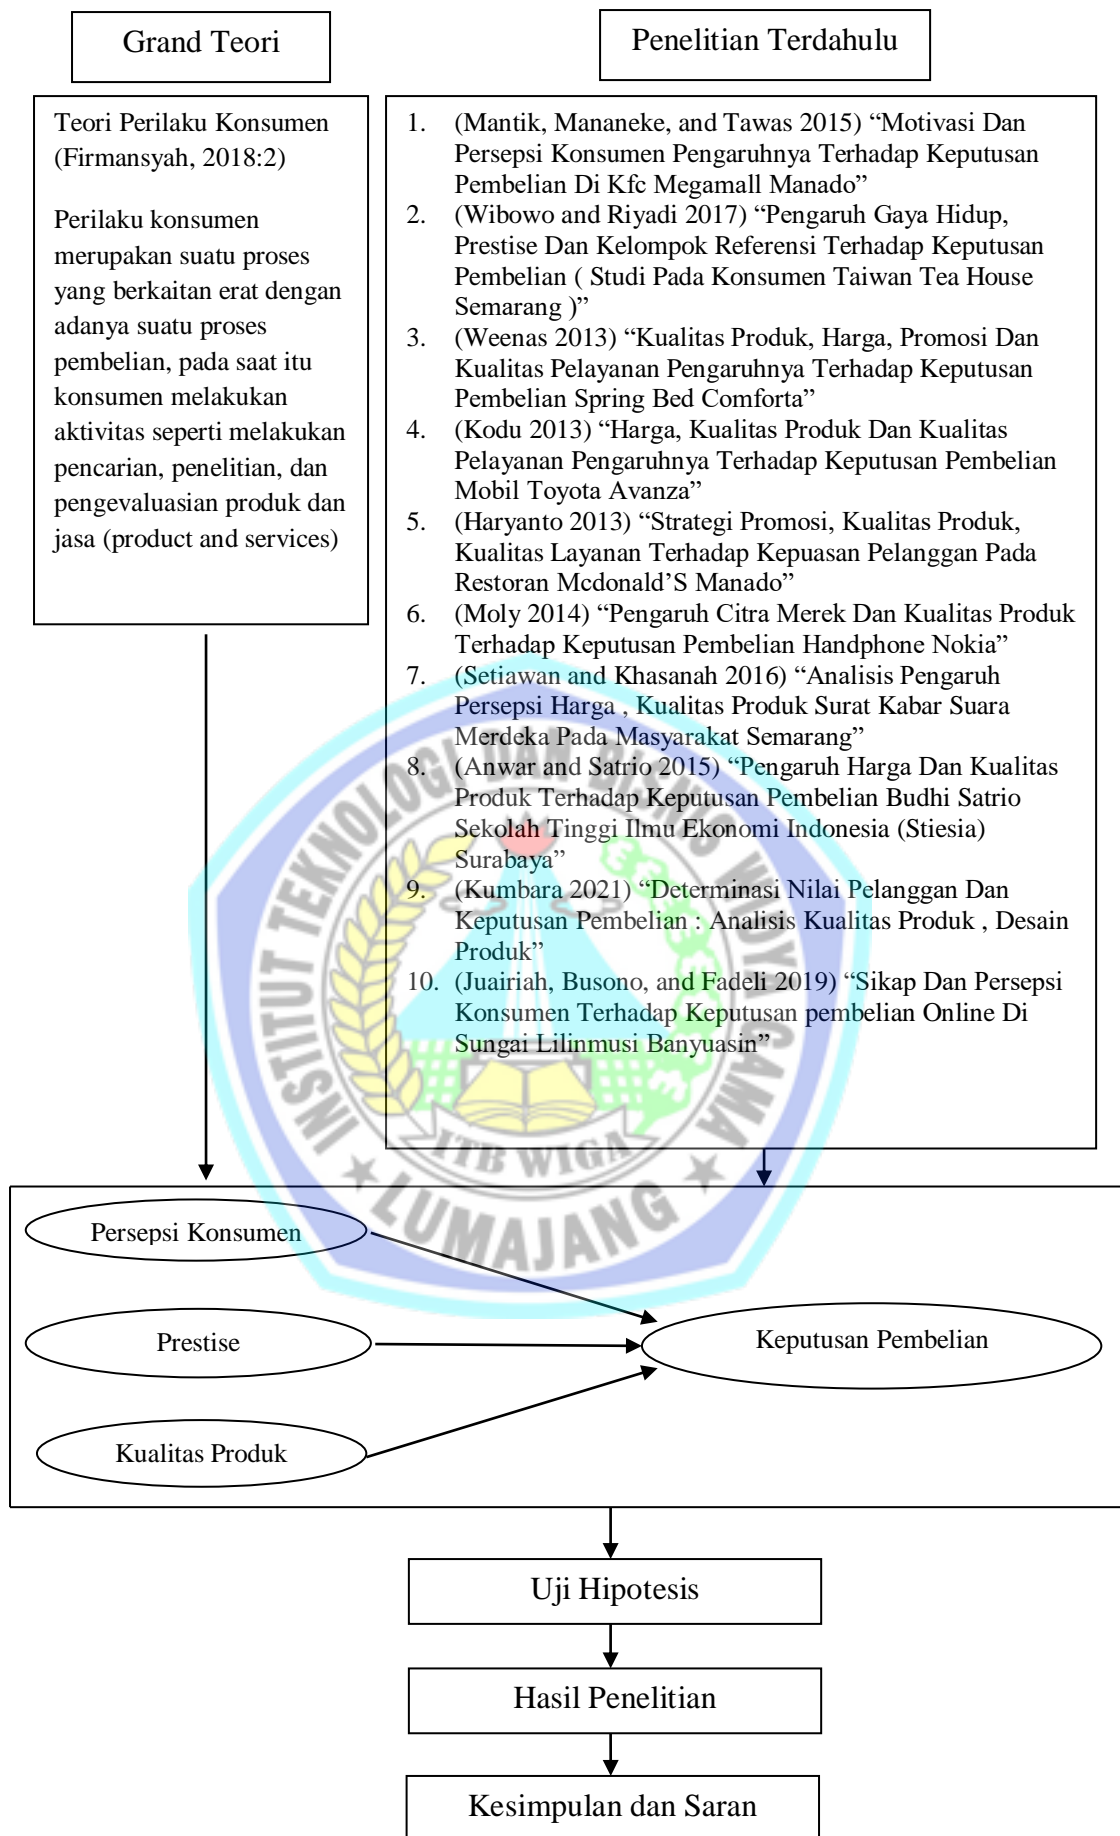 Grand Teori
Penelitian Terdahulu
Teori Perilaku Konsumen
(Firmansyah, 2018:2)
Perilaku konsumen
merupakan suatu proses
yang berkaitan erat dengan
adanya suatu proses
pembelian, pada saat itu
konsumen melakukan
aktivitas seperti melakukan
pencarian, penelitian, dan
pengevaluasian produk dan
jasa (product and services)
1. (Mantik, Mananeke, and Tawas 2015) “Motivasi Dan
Persepsi Konsumen Pengaruhnya Terhadap Keputusan
Pembelian Di Kfc Megamall Manado”
2. (Wibowo and Riyadi 2017) “Pengaruh Gaya Hidup,
Prestise Dan Kelompok Referensi Terhadap Keputusan
Pembelian ( Studi Pada Konsumen Taiwan Tea House
Semarang )”
3. (Weenas 2013) “Kualitas Produk, Harga, Promosi Dan
Kualitas Pelayanan Pengaruhnya Terhadap Keputusan
Pembelian Spring Bed Comforta”
4. (Kodu 2013) “Harga, Kualitas Produk Dan Kualitas
Pelayanan Pengaruhnya Terhadap Keputusan Pembelian
Mobil Toyota Avanza”
5. (Haryanto 2013) “Strategi Promosi, Kualitas Produk,
Kualitas Layanan Terhadap Kepuasan Pelanggan Pada
Restoran Mcdonald’S Manado”
6. (Moly 2014) “Pengaruh Citra Merek Dan Kualitas Produk
Terhadap Keputusan Pembelian Handphone Nokia”
7. (Setiawan and Khasanah 2016) “Analisis Pengaruh
Persepsi Harga , Kualitas Produk Surat Kabar Suara
Merdeka Pada Masyarakat Semarang”
8. (Anwar and Satrio 2015) “Pengaruh Harga Dan Kualitas
Produk Terhadap Keputusan Pembelian Budhi Satrio
Sekolah Tinggi Ilmu Ekonomi Indonesia (Stiesia)
Surabaya”
9. (Kumbara 2021) “Determinasi Nilai Pelanggan Dan
Keputusan Pembelian : Analisis Kualitas Produk , Desain
Produk”
10. (Juairiah, Busono, and Fadeli 2019) “Sikap Dan Persepsi
Konsumen Terhadap Keputusan pembelian Online Di
Sungai Lilinmusi Banyuasin”
INSTITUT TEKNOLOGI DAN BISNIS WIDYA GAMA
ITB WIGA
LUMAJANG
Persepsi Konsumen
Prestise
Keputusan Pembelian
Kualitas Produk
Uji Hipotesis
Hasil Penelitian
Kesimpulan dan Saran